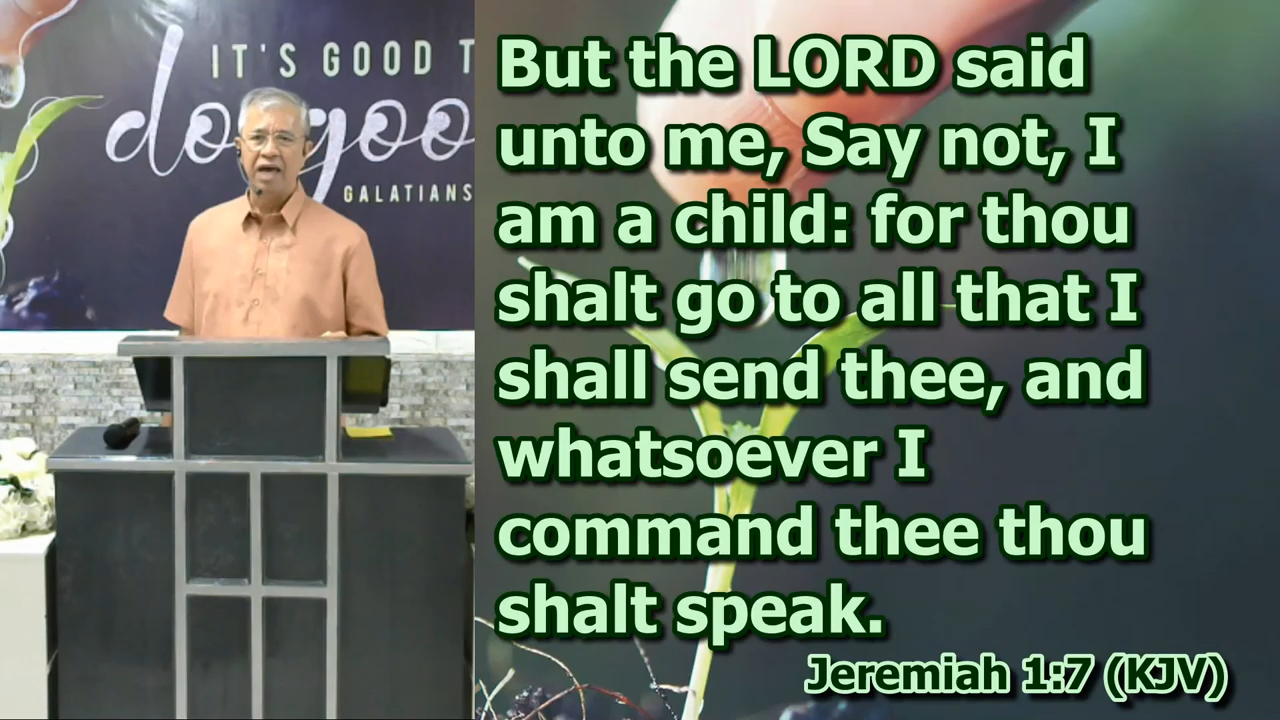 IT'S GOOD T
do goo
GALATIANS
But the LORD said
unto me, Say not, I
am a child: for thou
shalt go to all that I
shall send thee, and
whatsoever I
command thee thou
shalt speak.
Jeremiah 1:7 (KJV)